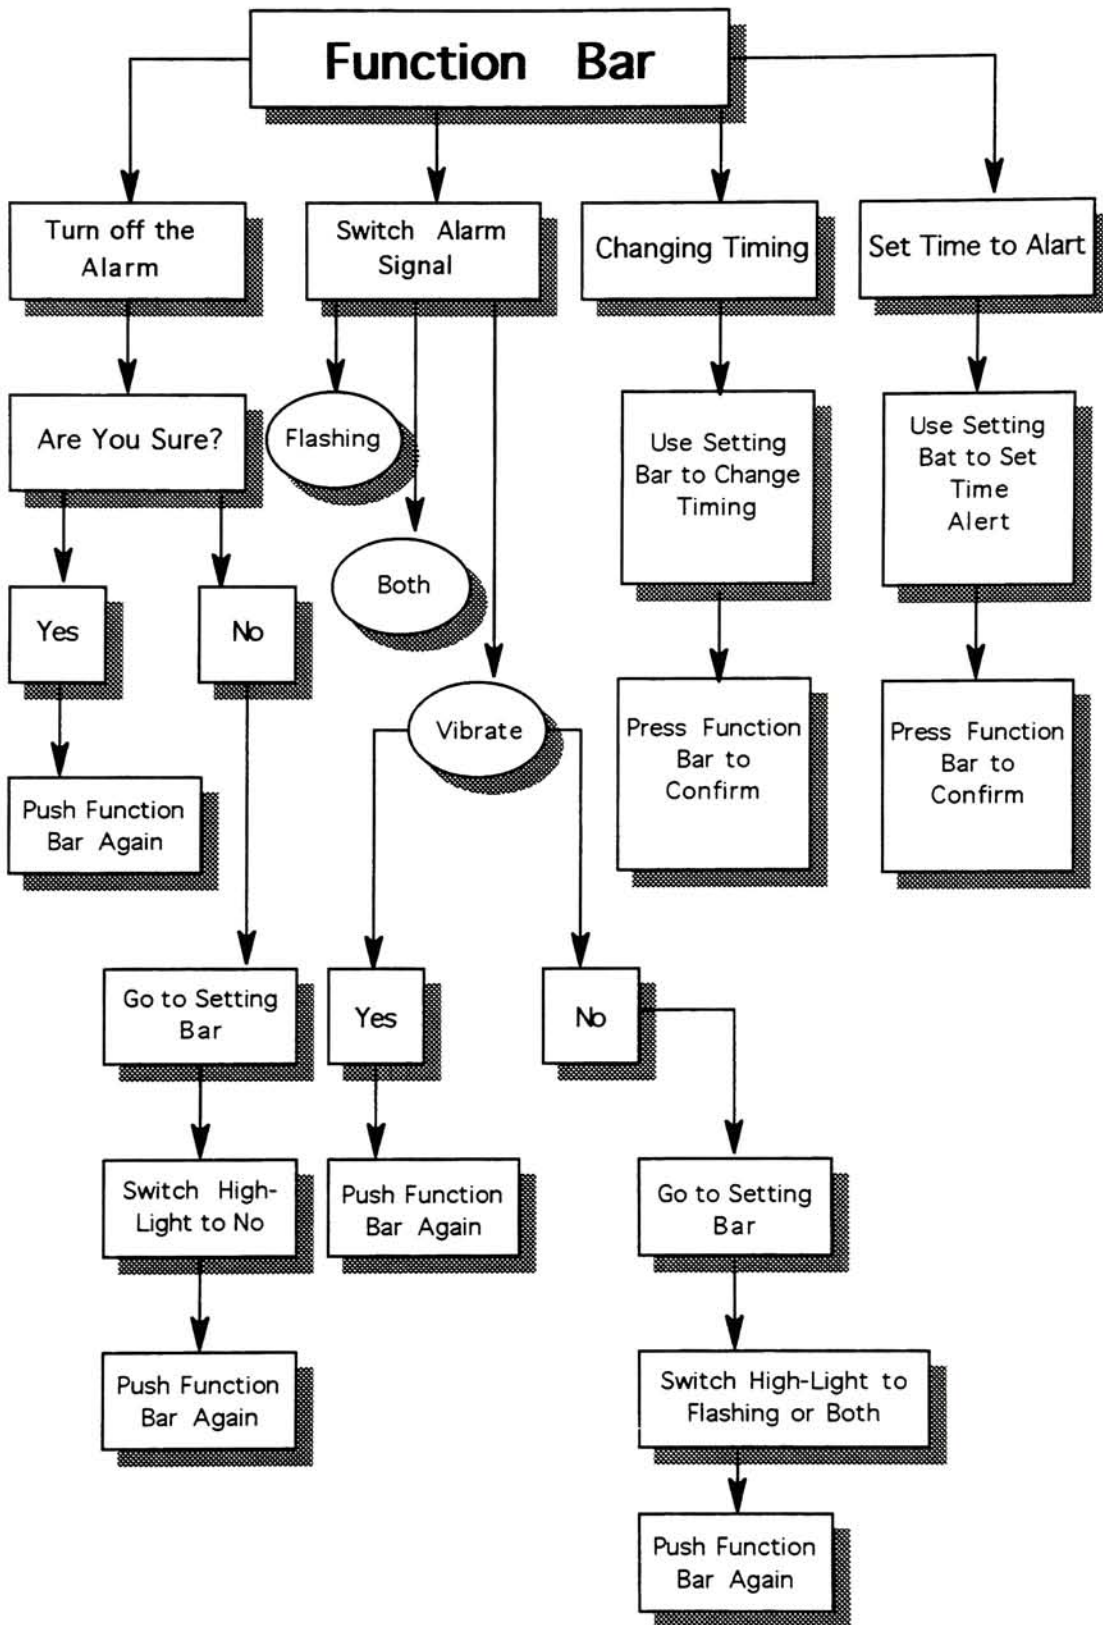 Function Bar
Turn off the
Alarm
Switch Alarm
Signal
Changing Timing
Set Time to Alart
Are You Sure?
Flashing
Use Setting
Bar to Change
Timing
Use Setting
Bat to Set
Time
Alert
Both
Yes
No
Vibrate
Press Function
Bar to
Confirm
Press Function
Bar to
Confirm
Push Function
Bar Again
Go to Setting
Bar
Yes
No
Switch High-
Light to No
Push Function
Bar Again
Go to Setting
Bar
Push Function
Bar Again
Switch High-Light to
Flashing or Both
Push Function
Bar Again